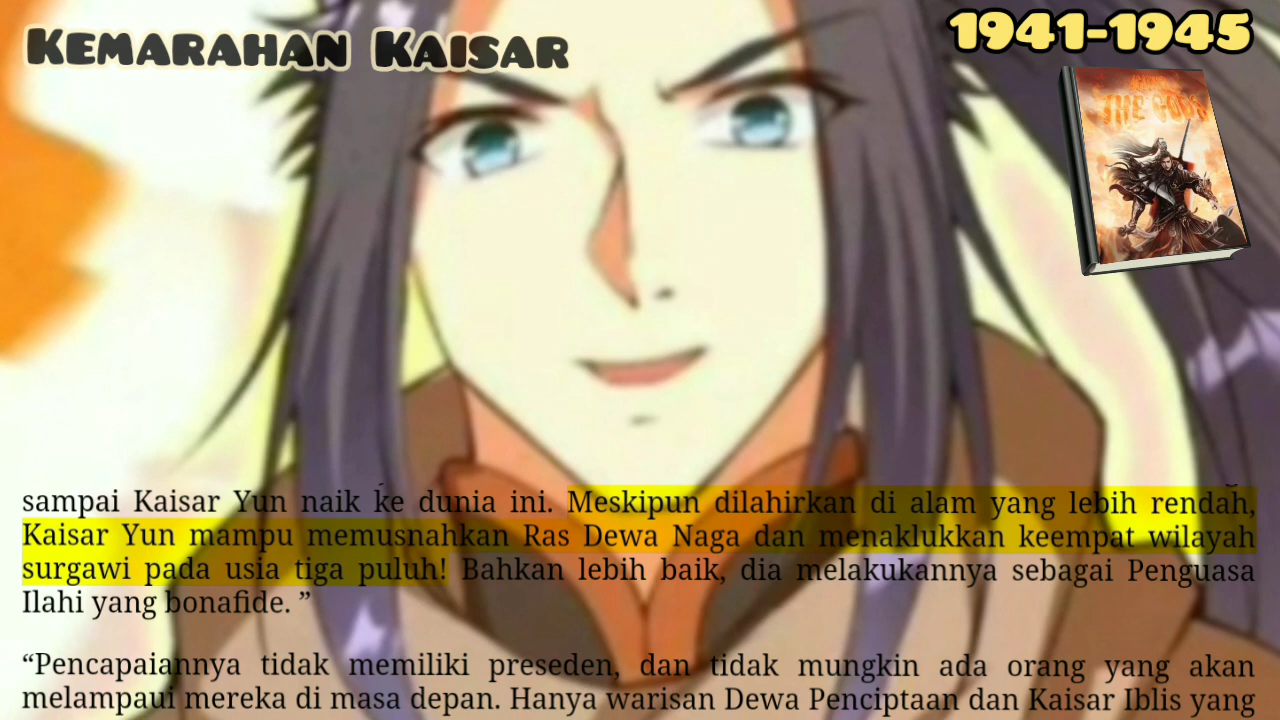 Kemarahan Kaisar
1941-1945
THE GODS
sampai Kaisar Yun naik ke dunia ini. Meskipun dilahirkan di alam yang lebih rendah,
Kaisar Yun mampu memusnahkan Ras Dewa Naga dan menaklukkan keempat wilayah
surgawi pada usia tiga puluh! Bahkan lebih baik, dia melakukannya sebagai Penguasa
Ilahi yang bonafide. ”
“Pencapaiannya tidak memiliki preseden, dan tidak mungkin ada orang yang akan
melampaui mereka di masa depan. Hanya warisan Dewa Penciptaan dan Kaisar Iblis yang